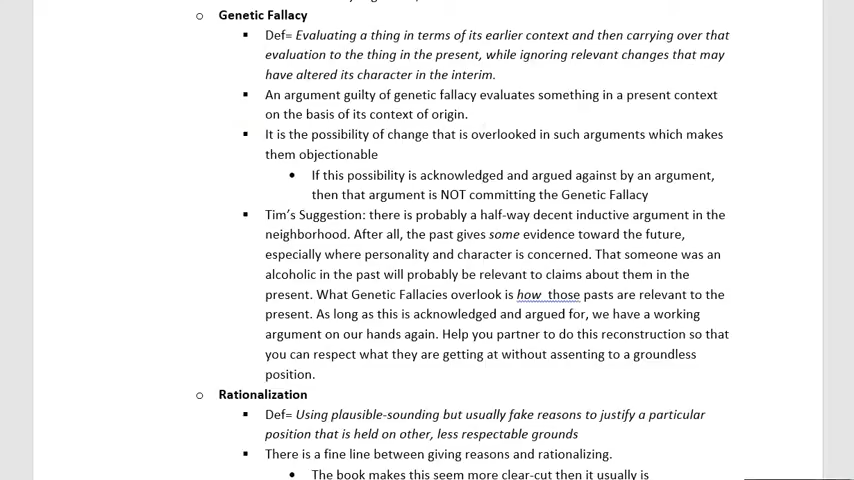 o Genetic Fallacy
▪ Def= Evaluating a thing in terms of its earlier context and then carrying over that
evaluation to the thing in the present, while ignoring relevant changes that may
have altered its character in the interim.
▪ An argument guilty of genetic fallacy evaluates something in a present context
on the basis of its context of origin.
▪ It is the possibility of change that is overlooked in such arguments which makes
them objectionable
• If this possibility is acknowledged and argued against by an argument,
then that argument is NOT committing the Genetic Fallacy
▪ Tim's Suggestion: there is probably a half-way decent inductive argument in the
neighborhood. After all, the past gives some evidence toward the future,
especially where personality and character is concerned. That someone was an
alcoholic in the past will probably be relevant to claims about them in the
present. What Genetic Fallacies overlook is how those pasts are relevant to the
present. As long as this is acknowledged and argued for, we have a working
argument on our hands again. Help you partner to do this reconstruction so that
you can respect what they are getting at without assenting to a groundless
position.
o Rationalization
▪ Def= Using plausible-sounding but usually fake reasons to justify a particular
position that is held on other, less respectable grounds
▪ There is a fine line between giving reasons and rationalizing.
• The book makes this seem more clear-cut then it usually is